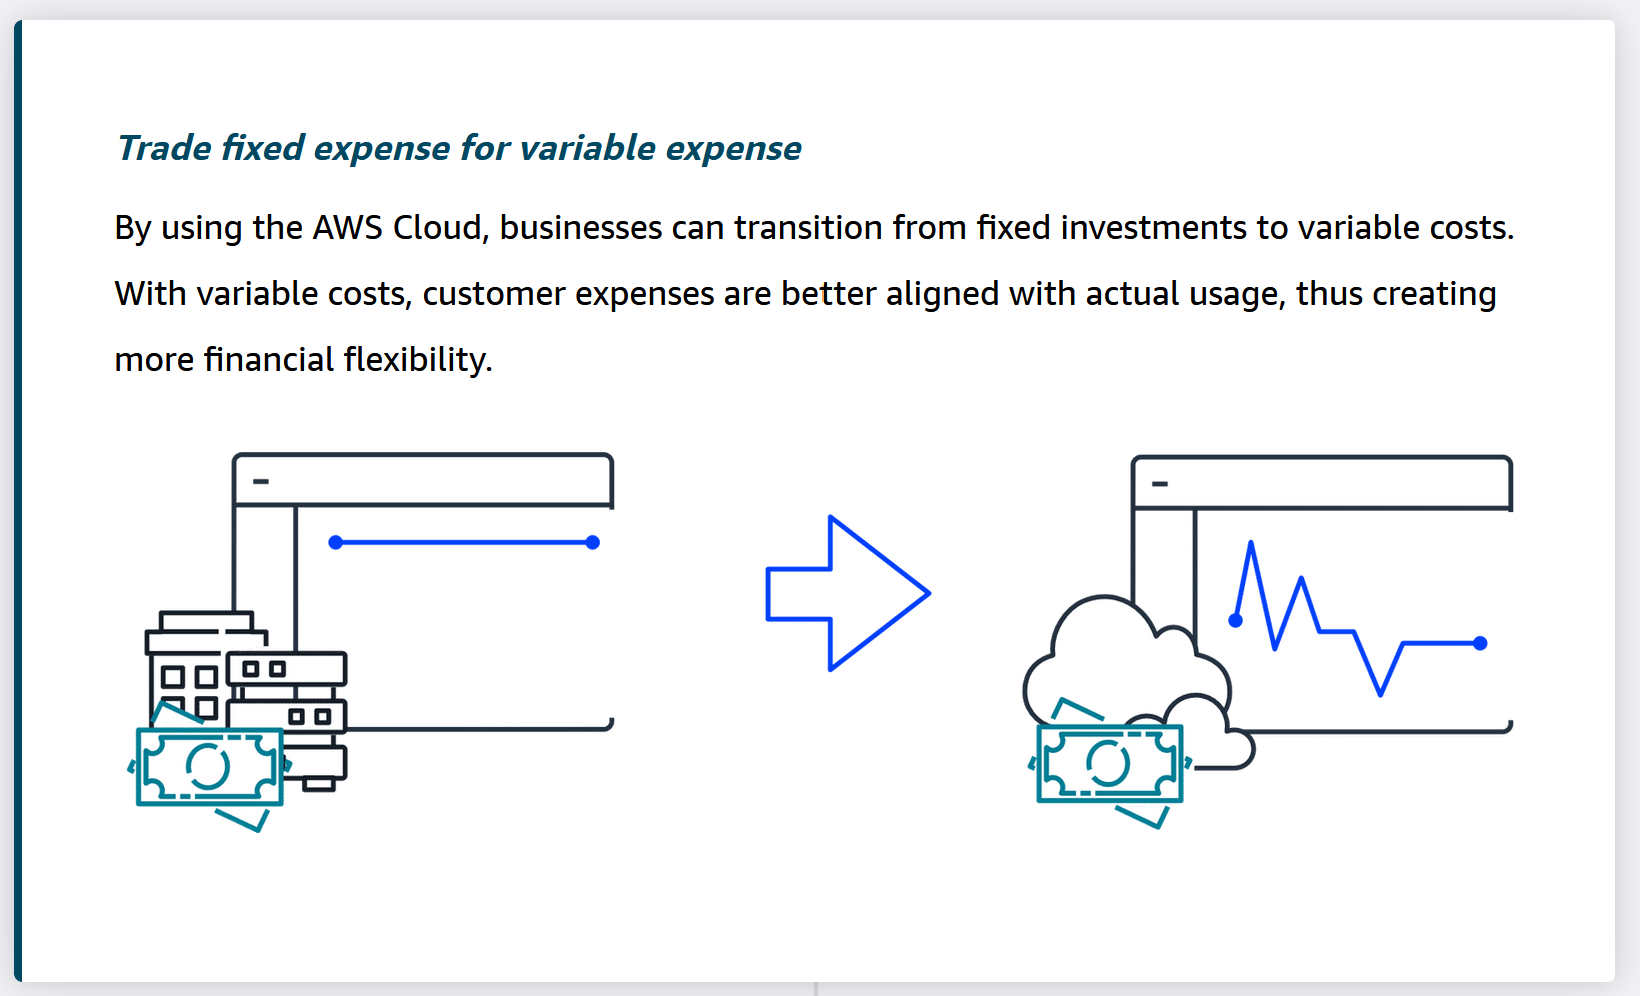 Trade fixed expense for variable expense
By using the AWS Cloud, businesses can transition from fixed investments to variable costs.
With variable costs, customer expenses are better aligned with actual usage, thus creating
more financial flexibility.